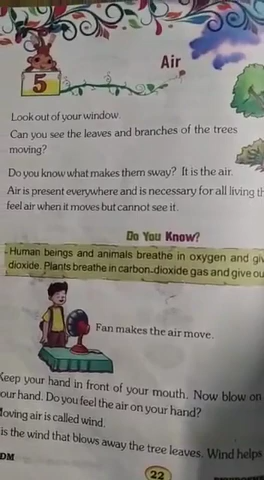 5
Air
Look out of your window
Can you see the leaves and branches of the trees
moving?
Do you know what makes them sway? It is the air.
Air is present everywhere and is necessary for all living
feel air when it moves but cannot see it.
Do You Know?
Human beings and animals breathe in oxygen and
dioxide. Plants breathe in carbon-dioxide gas and give
Fan makes the air move.
Keep your hand in front of your mouth. Now blow on
our hand. Do you feel the air on your hand?
Moving air is called wind.
is the wind that blows away the tree leaves. Wind helps
DM
22